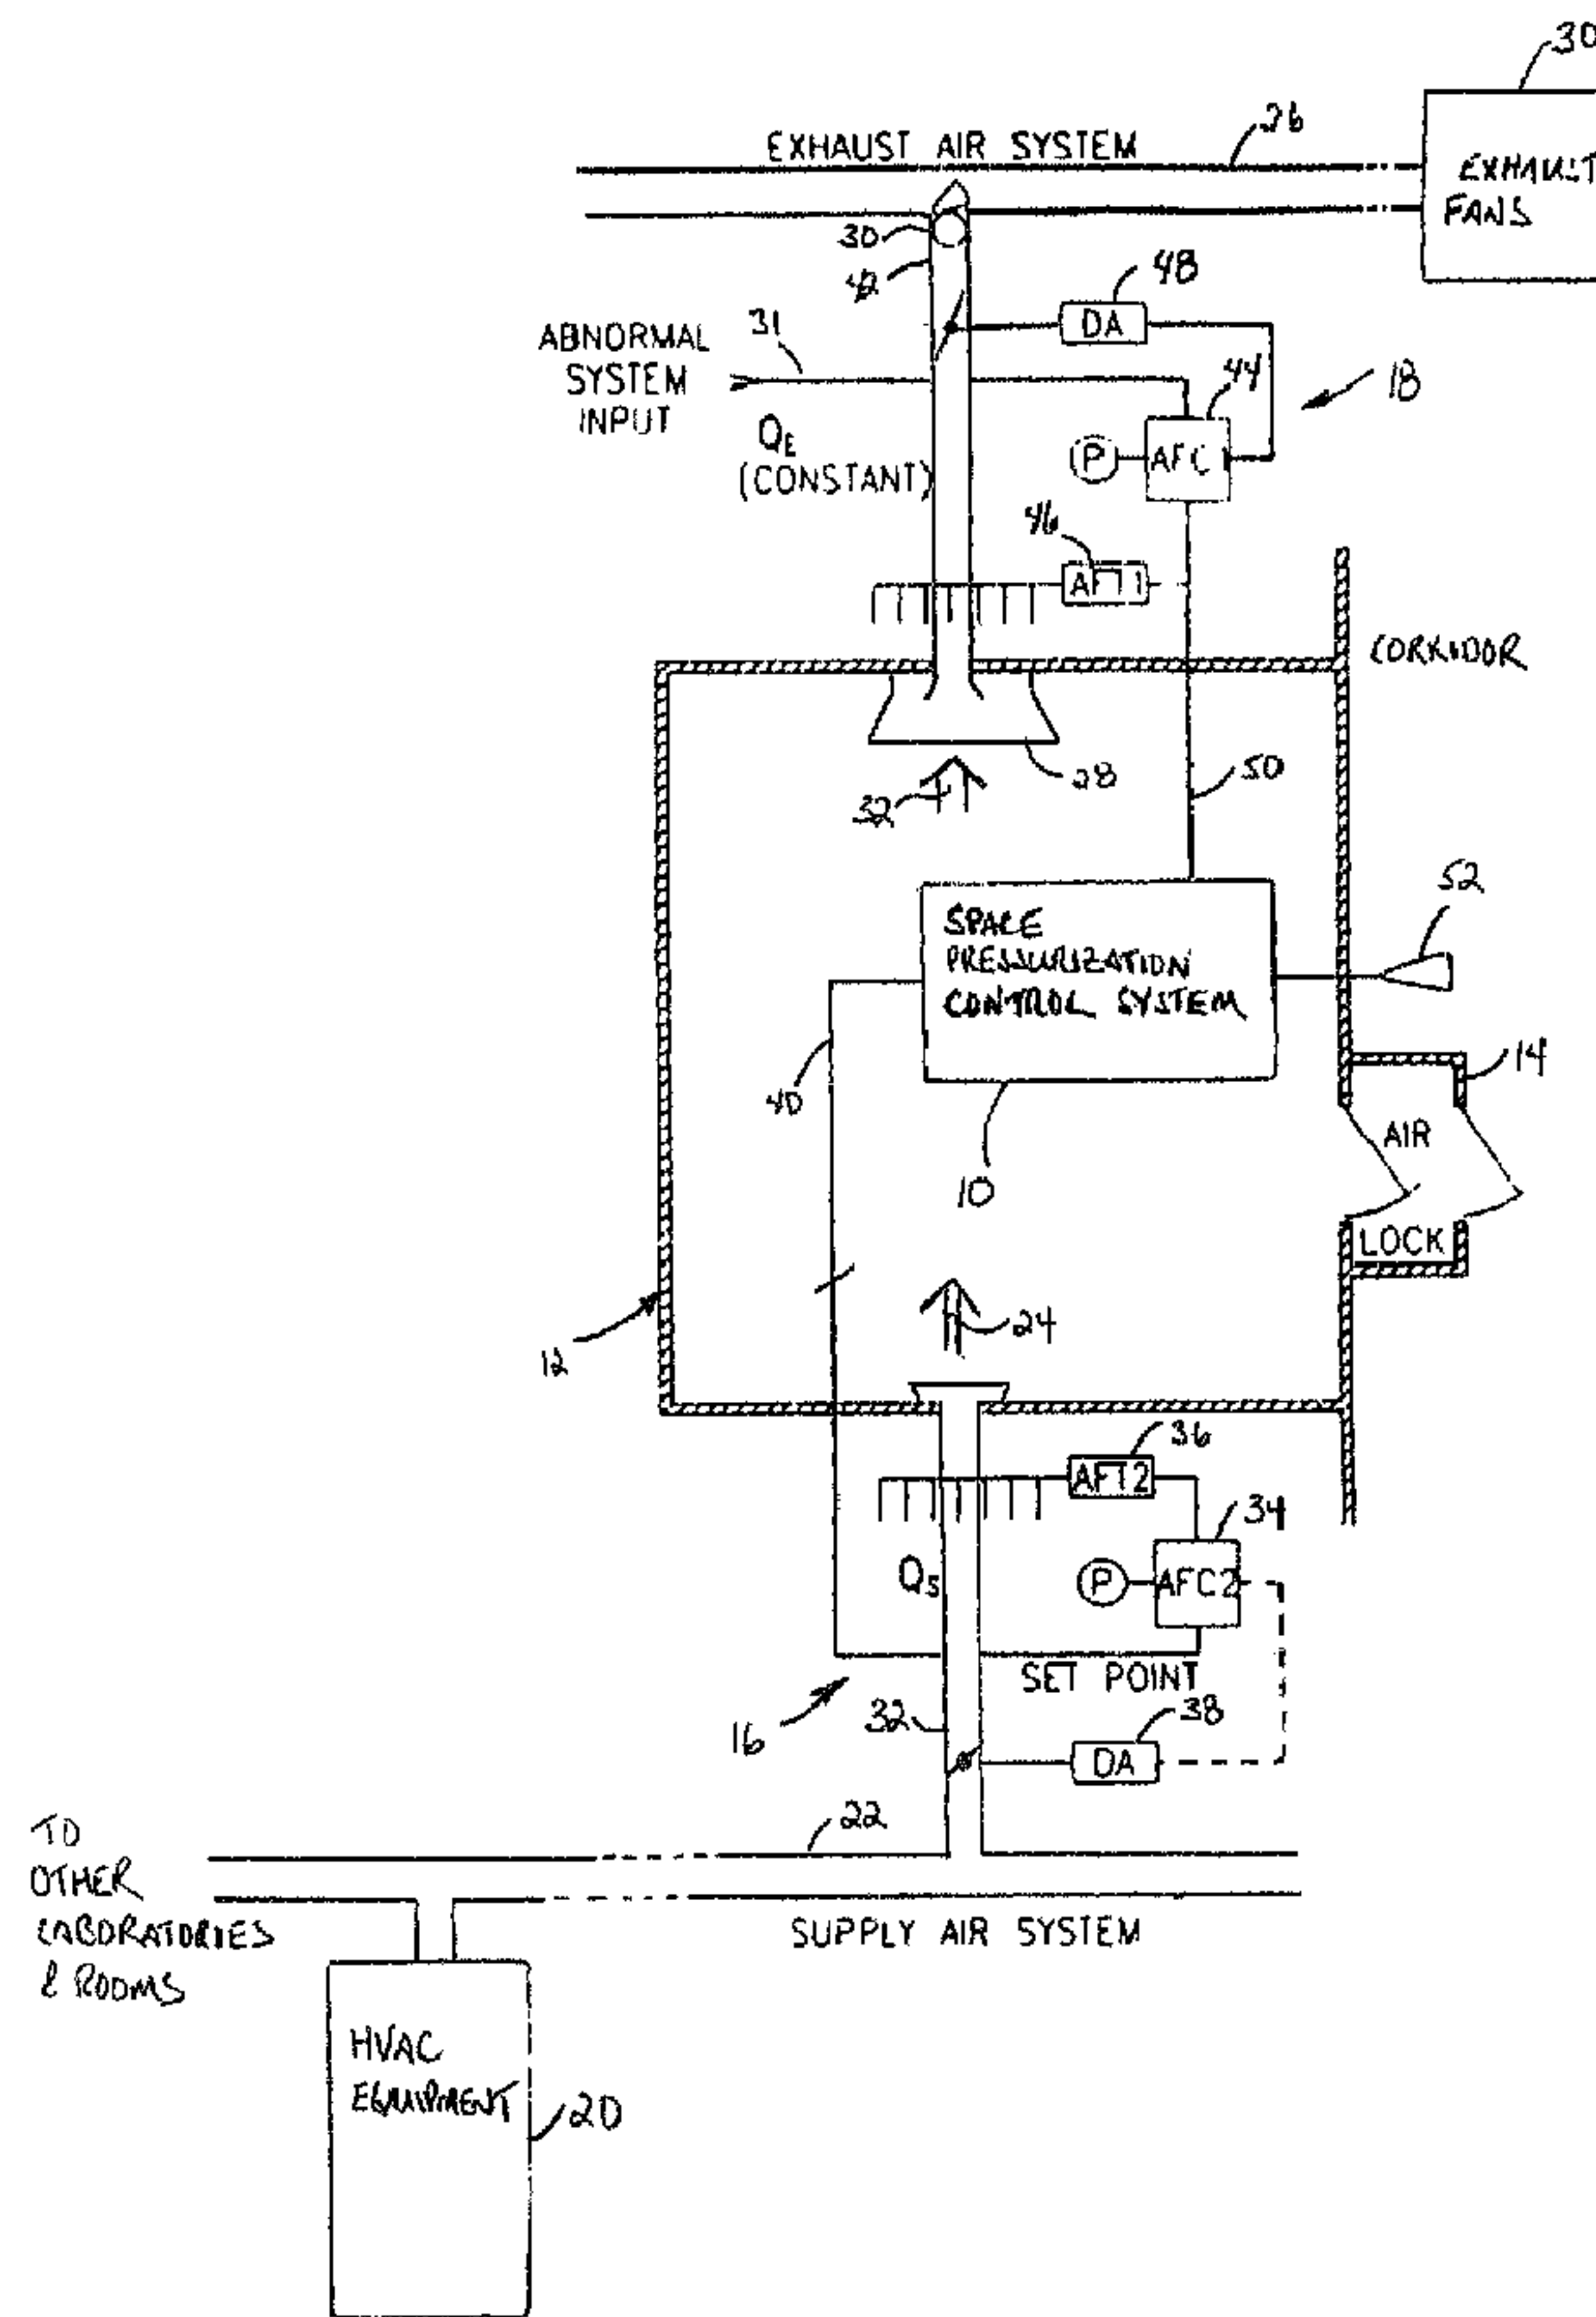 30
EXHAUST AIR SYSTEM
26
EXHAUST
FANS
30
42
48
DA
ABNORMAL
SYSTEM
INPUT
31
44
18
QE
(CONSTANT)
P
AFC1
46
AFT1
CORRIDOR
28
32
50
SPACE
PRESSURIZATION
CONTROL SYSTEM
52
40
14
10
AIR
LOCK
24
12
36
AFT2
34
QS
P
AFC2
SET POINT
16
32
38
DA
22
TO
OTHER
LABORATORIES
& ROOMS
SUPPLY AIR SYSTEM
HVAC
EQUIPMENT
20